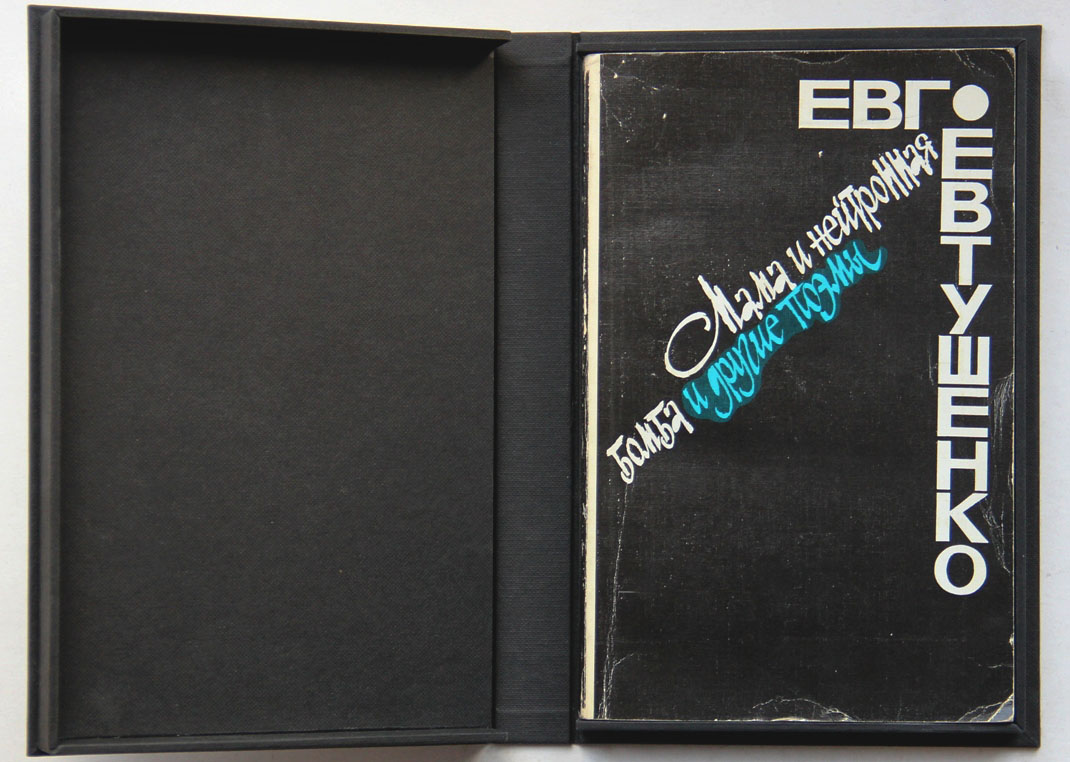 ЕВГ.
ЕВТУШЕНКО
Мама и нейтронная
бомба и другие поэмы